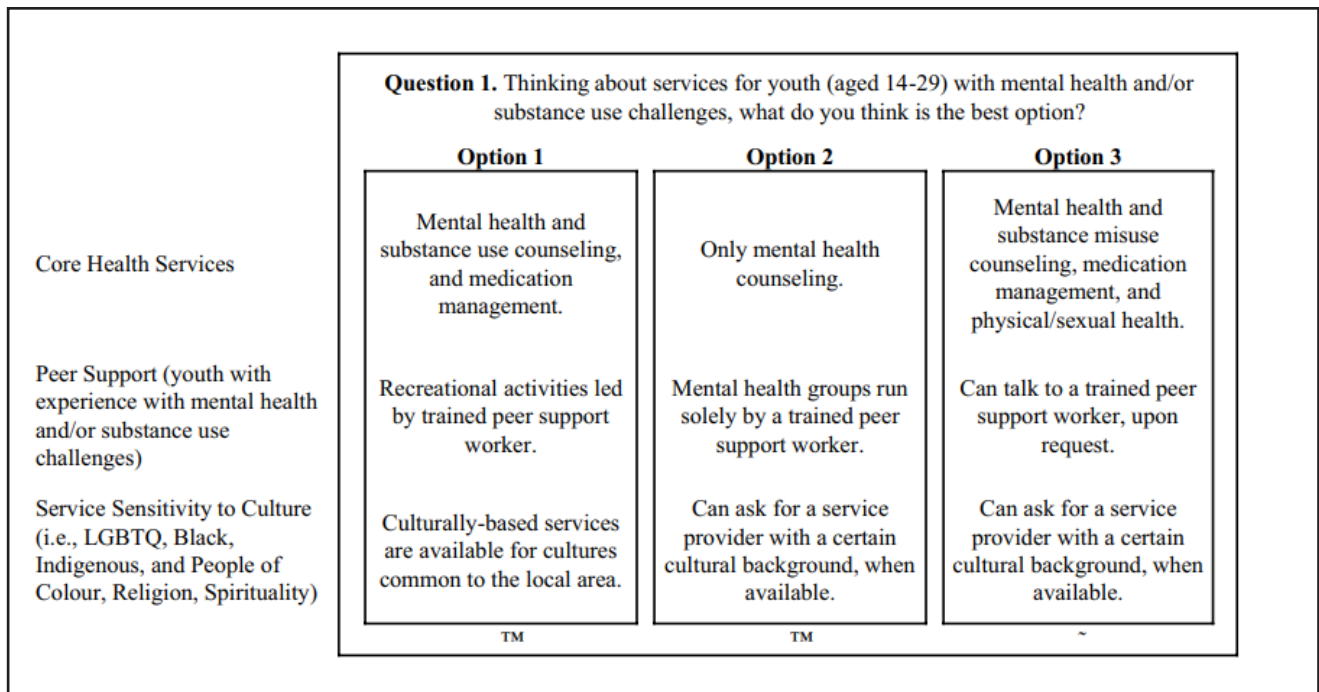 Question 1. Thinking about services for youth (aged 14-29) with mental health and/or
substance use challenges, what do you think is the best option?
Option 1
Option 2
Option 3
Core Health Services
Mental health and
substance use counseling,
and medication
management.
Only mental health
counseling.
Mental health and
substance misuse
counseling, medication
management, and
physical/sexual health.
Peer Support (youth with
experience with mental health
and/or substance use
challenges)
Recreational activities led
by trained peer support
worker.
Mental health groups run
solely by a trained peer
support worker.
Can talk to a trained peer
support worker, upon
request.
Service Sensitivity to Culture
(i.e., LGBTQ, Black,
Indigenous, and People of
Colour, Religion, Spirituality)
Culturally-based services
are available for cultures
common to the local area.
Can ask for a service
provider with a certain
cultural background, when
available.
Can ask for a service
provider with a certain
cultural background, when
available.
™
™
~